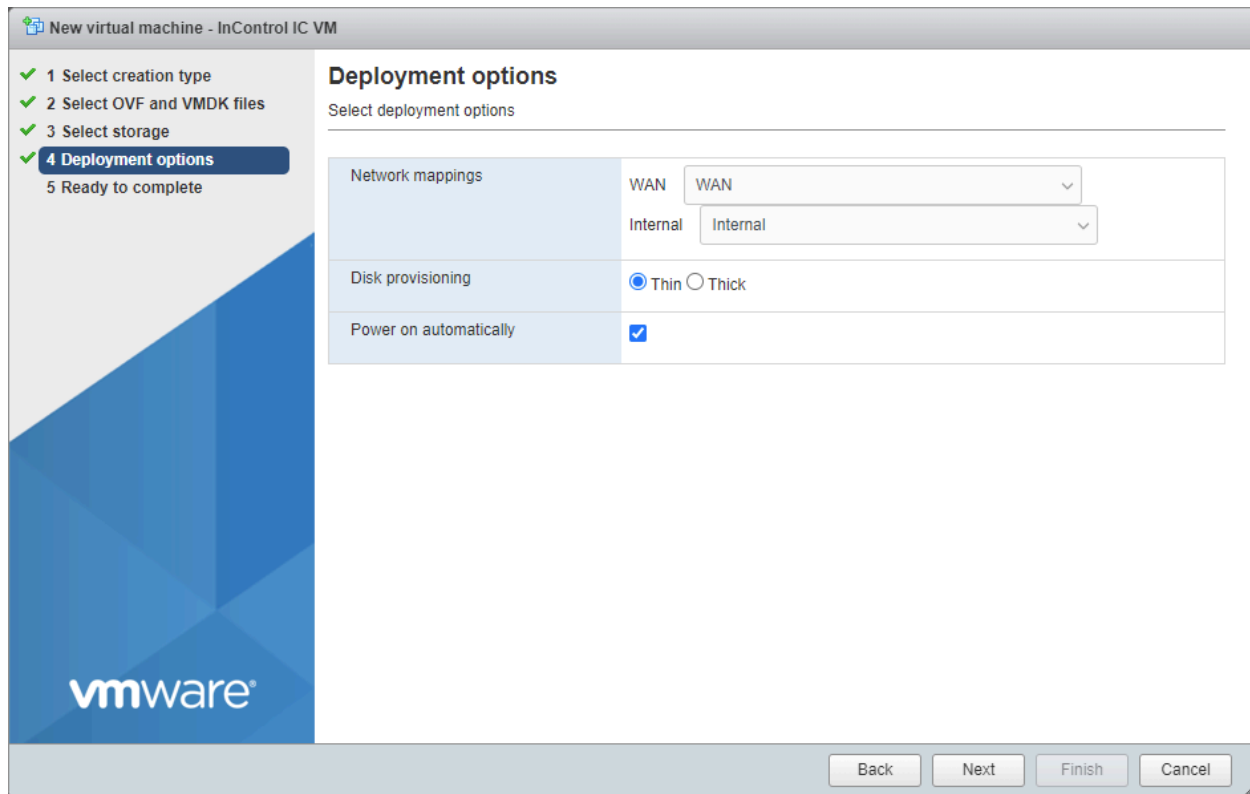 New virtual machine - InControl IC VM
1 Select creation type
2 Select OVF and VMDK files
3 Select storage
4 Deployment options
5 Ready to complete
Deployment options
Select deployment options
Network mappings
WAN WAN
Internal Internal
Disk provisioning
Thin Thick
Power on automatically
vmware®
Back Next Finish Cancel